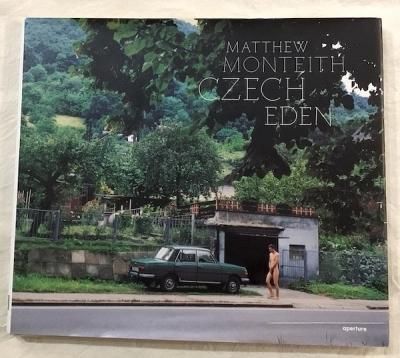 MATTHEW
MONTEITH
CZECH
EDEN
aperture